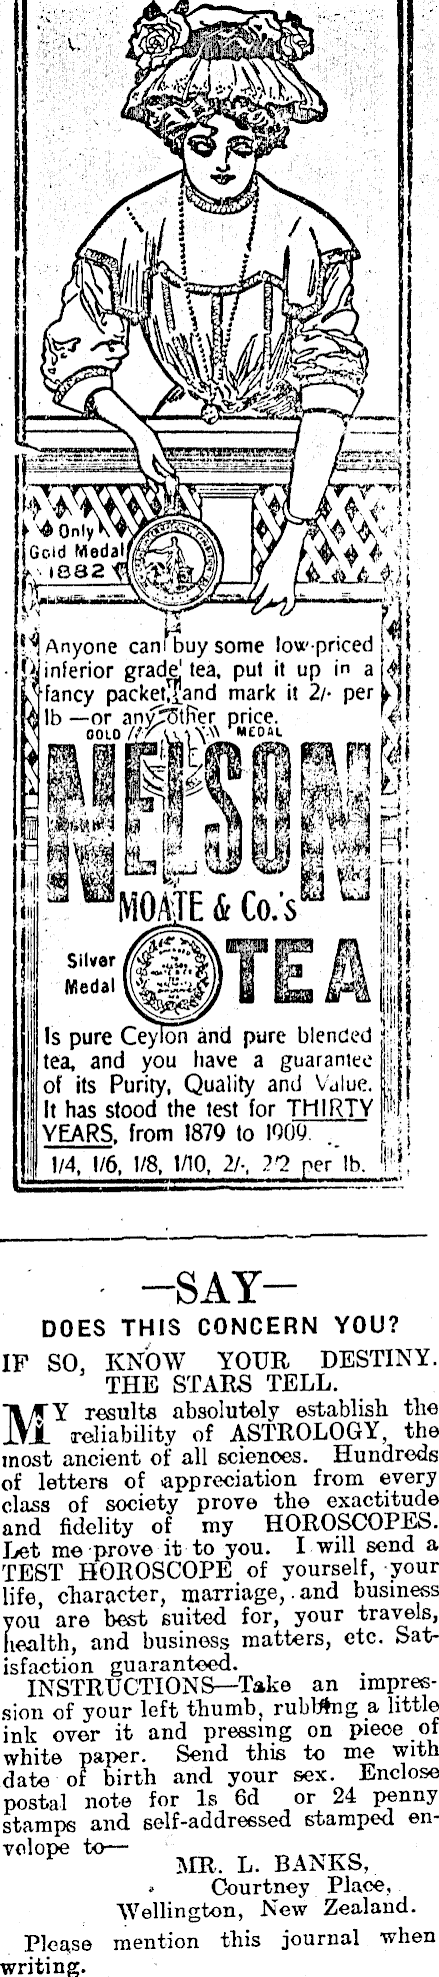 Only
Gold Medal
1882
Anyone can buy some low-priced
inferior grade tea, put it up in a
fancy packet, and mark it 2/- per
lb —or any other price.
GOLD MEDAL
NELSON
MOATE & Co.'s
Silver
Medal
TEA
Is pure Ceylon and pure blended
tea, and you have a guarantee
of its Purity, Quality and Value.
It has stood the test for THIRTY
YEARS, from 1879 to 1909.
1/4, 1/6, 1/8, 1/10, 2/-, 2/2 per lb.
—SAY—
DOES THIS CONCERN YOU?
IF SO, KNOW YOUR DESTINY.
THE STARS TELL.
MY results absolutely establish the
reliability of ASTROLOGY, the
most ancient of all sciences. Hundreds
of letters of appreciation from every
class of society prove the exactitude
and fidelity of my HOROSCOPES.
Let me prove it to you. I will send a
TEST HOROSCOPE of yourself, your
life, character, marriage, and business
you are best suited for, your travels,
health, and business matters, etc. Sat-
isfaction guaranteed.
INSTRUCTIONS—Take an impres-
sion of your left thumb, rubbing a little
ink over it and pressing on piece of
white paper. Send this to me with
date of birth and your sex. Enclose
postal note for 1s 6d or 24 penny
stamps and self-addressed stamped en-
velope to—
MR. L. BANKS,
Courtney Place,
Wellington, New Zealand.
Please mention this journal when
writing.